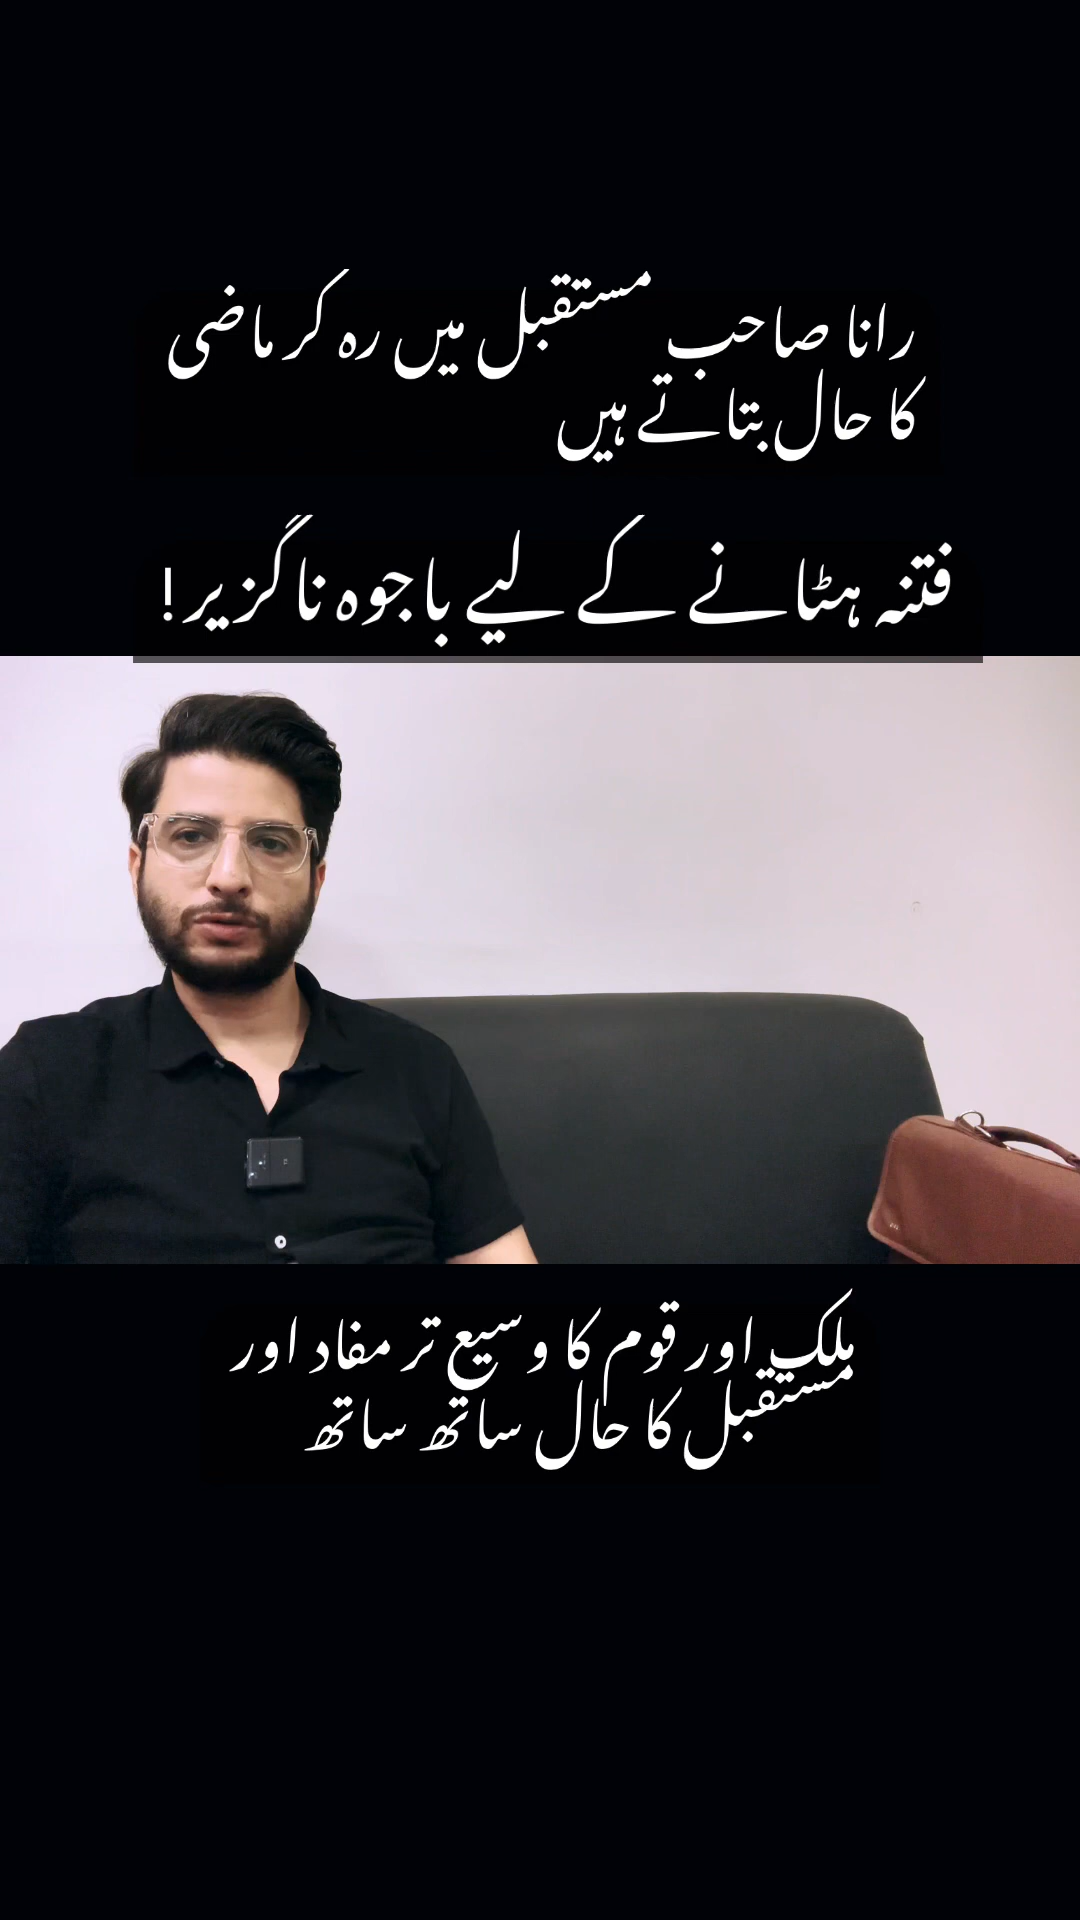 رانا صاحب مستقبل میں رہ کر ماضی
کا حال بتاتے ہیں
فتنہ ہٹانے کے لیے باجوہ ناگزیر!
ملک اور قوم کا وسیع تر مفاد اور
مستقبل کا حال ساتھ ساتھ